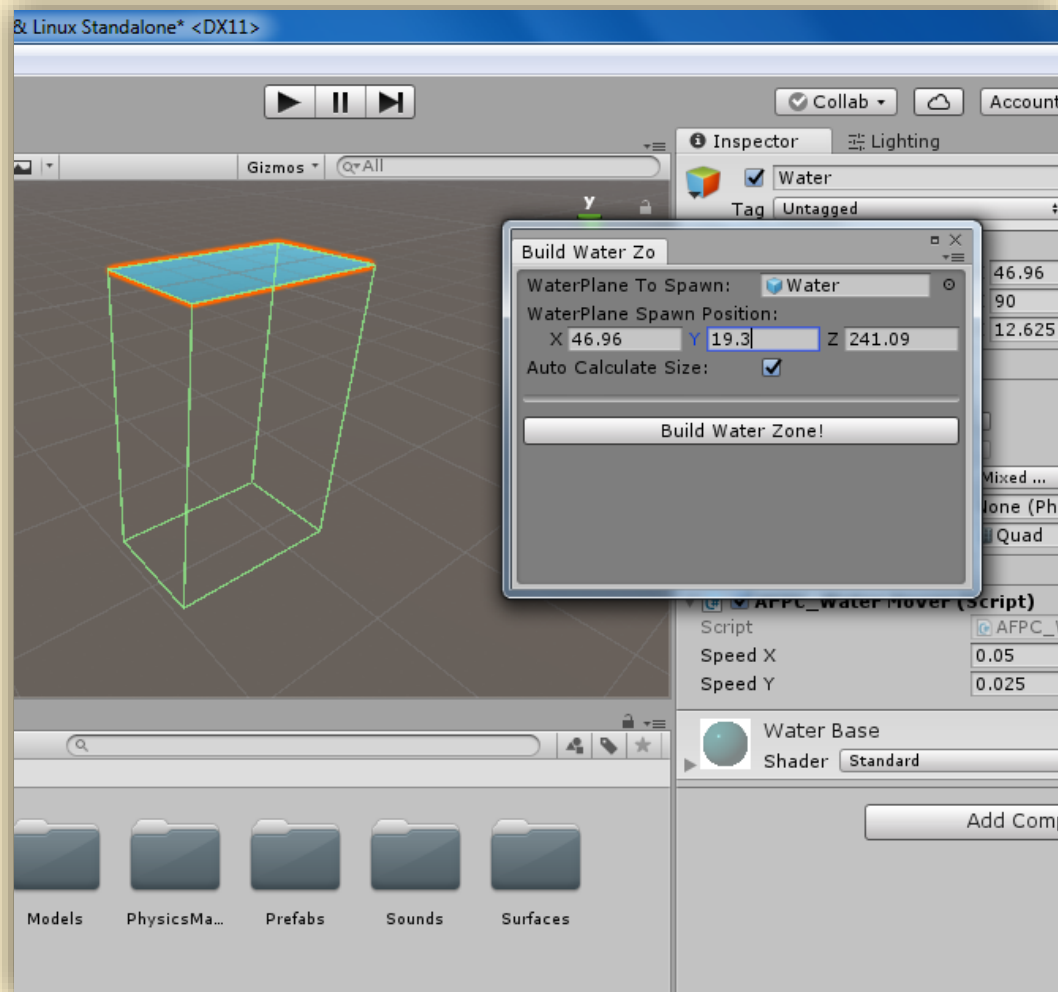 & Linux Standalone* <DX11>
Collab
Account
Inspector
Lighting
Gizmos
All
Water
y
Tag Untagged
Build Water Zo
WaterPlane To Spawn: Water
46.96
WaterPlane Spawn Position:
90
X 46.96 Y 19.3 Z 241.09
12.625
Auto Calculate Size:
Build Water Zone!
Mixed ...
None (Ph
Quad
AFPC_Water Mover (Script)
Script AFPC_
Speed X 0.05
Speed Y 0.025
Water Base
Shader Standard
Add Comp
Models PhysicsMa... Prefabs Sounds Surfaces